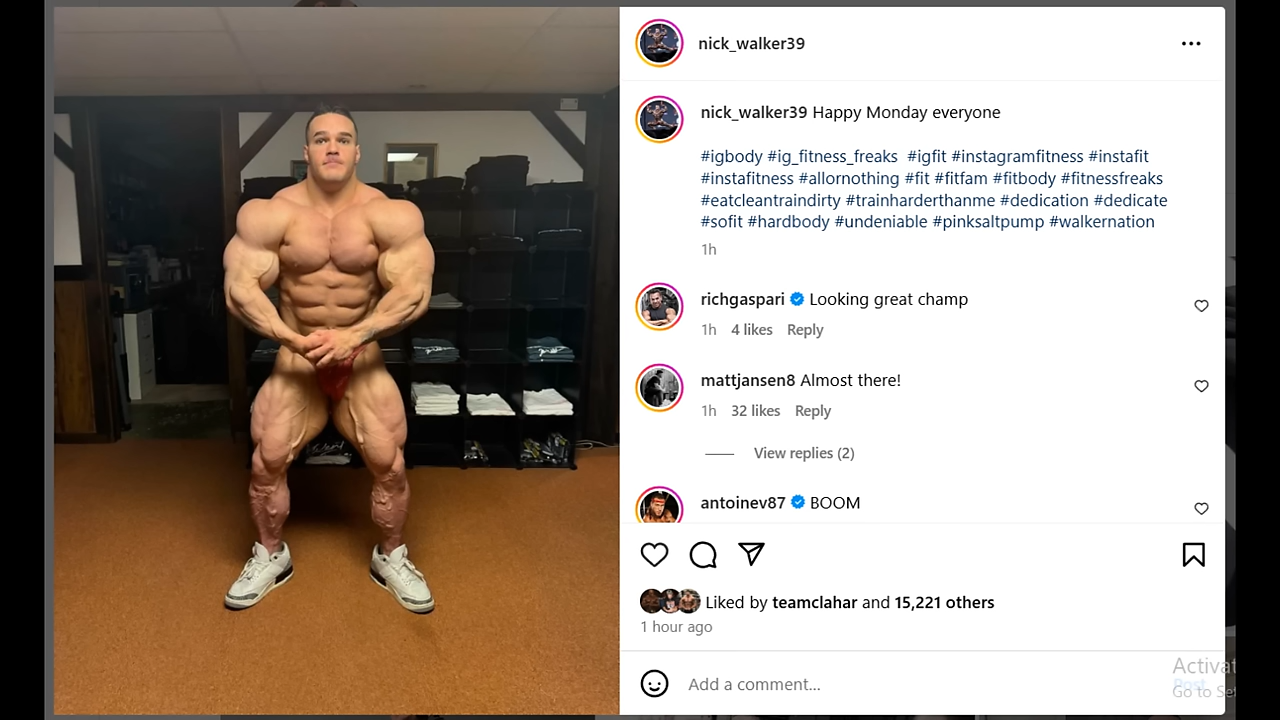 nick_walker39
nick_walker39 Happy Monday everyone
#igbody #ig_fitness_freaks #igfit #instagramfitness #instafit
#instafitness #allornothing #fit #fitfam #fitbody #fitnessfreaks
#eatcleantraindirty #trainharderthanme #dedication #dedicate
#sofit #hardbody #undeniable #pinksaltpump #walkernation
1h
richgaspari Looking great champ
1h 4 likes Reply
mattjansen8 Almost there!
1h 32 likes Reply
View replies (2)
antoinev87 BOOM
Liked by teamclahar and 15,221 others
1 hour ago
Add a comment...
Post
Activat
Go to Set